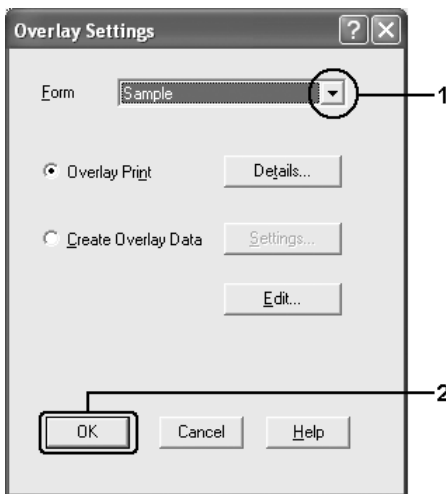 Overlay Settings
Form Sample 1
Overlay Print Details...
Create Overlay Data Settings...
Edit...
2
OK Cancel Help